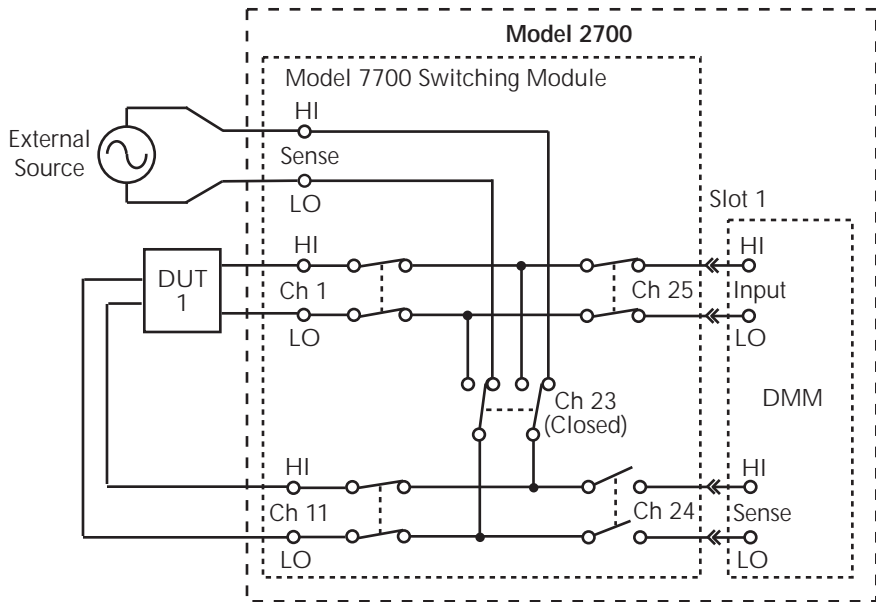 Model 2700
Model 7700 Switching Module
HI
External
Source
Sense
LO
Slot 1
HI
HI
DUT
1
Ch 1
Ch 25
Input
LO
LO
Ch 23
(Closed)
DMM
HI
HI
Ch 11
Ch 24
Sense
LO
LO